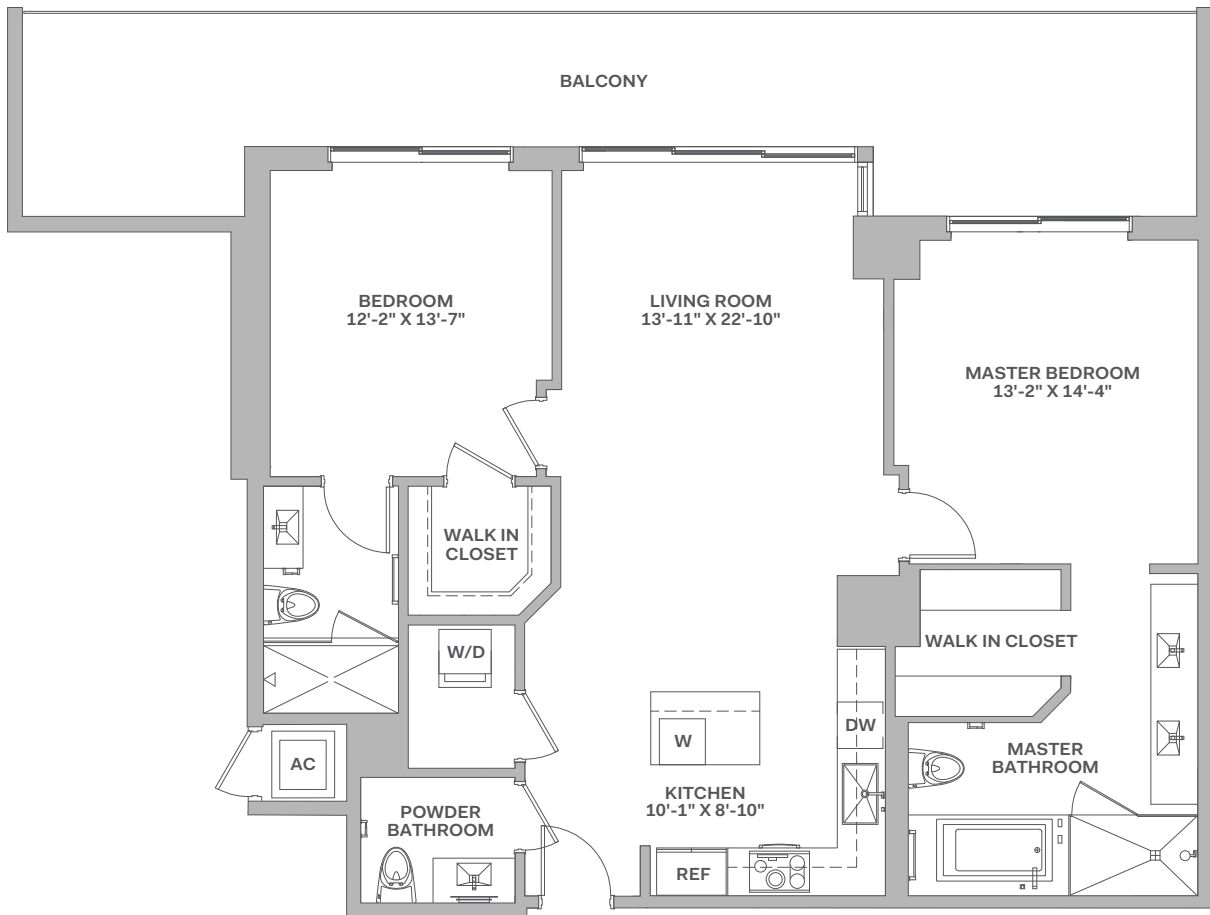 BALCONY
BEDROOM
12'-2" X 13'-7"
LIVING ROOM
13'-11" X 22'-10"
MASTER BEDROOM
13'-2" X 14'-4"
WALK IN
CLOSET
W/D
WALK IN CLOSET
DW
W
AC
MASTER
BATHROOM
KITCHEN
10'-1" X 8'-10"
POWDER
BATHROOM
REF